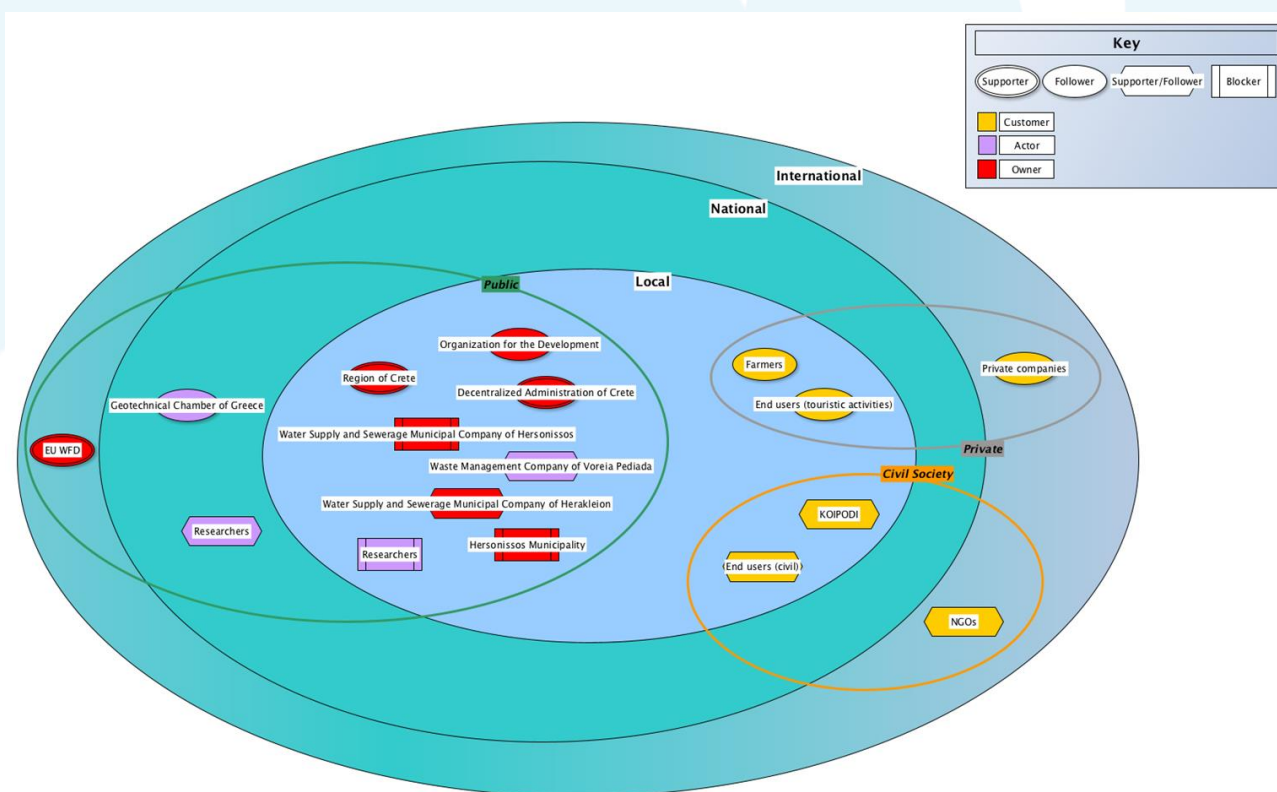 Key
Supporter
Follower
Supporter/Follower
Blocker
Customer
Actor
Owner
International
National
Local
Public
Organization for the Development
Region of Crete
Decentralized Administration of Crete
Geotechnical Chamber of Greece
Water Supply and Sewerage Municipal Company of Hersonissos
EU WFD
Waste Management Company of Voreia Pediada
Water Supply and Sewerage Municipal Company of Herakleion
Researchers
Researchers
Hersonissos Municipality
Farmers
Private companies
End users (touristic activities)
Private
Civil Society
KOIPODI
End users (civil)
NGOs